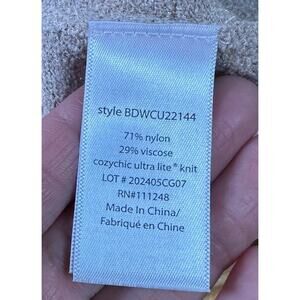 style BDWCU22144
71% nylon
29% viscose
cozychic ultra lite® knit
LOT # 202405CG07
RN#111248
Made In China/
Fabriqué en Chine